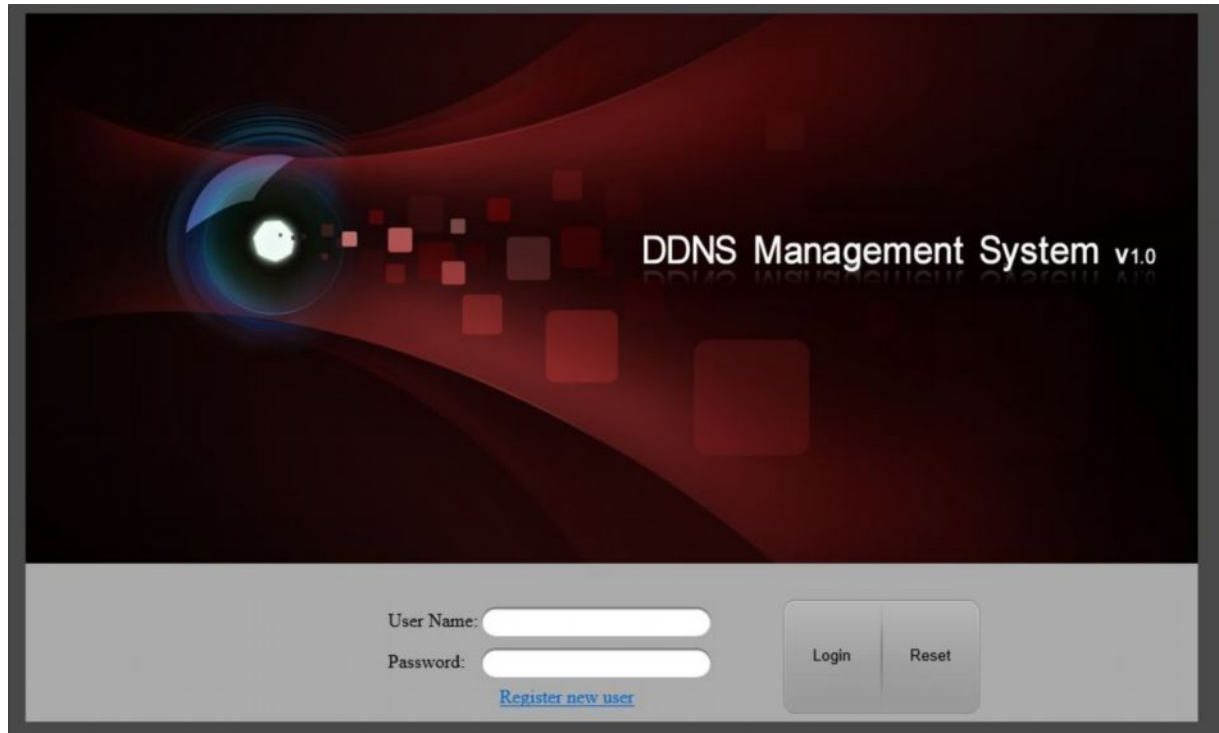 DDNS Management System V1.0
User Name:
Password:
Login
Reset
Register new user